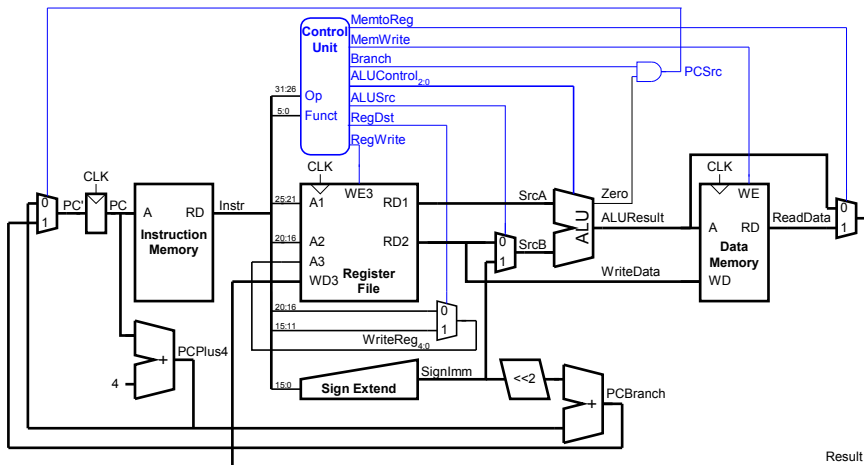 MemtoReg
Control
Unit
MemWrite
Branch
ALUControl2:0
PCSrc
31:26
Op
ALUSrc
5:0
Funct
RegDst
RegWrite
CLK
CLK
CLK
WE3
WE
Zero
0
1
PC'
PC
A
RD
Instr
Instruction
Memory
25:21
A1
RD1
SrcA
20:16
A2
RD2
0
1
SrcB
A3
WD3
Register
File
ALU
ALUResult
WriteData
A
RD
Data
Memory
WD
ReadData
0
1
20:16
0
15:11
1
WriteReg4:0
PCPlus4
+
4
SignImm
15:0
Sign Extend
<<2
+
PCBranch
Result